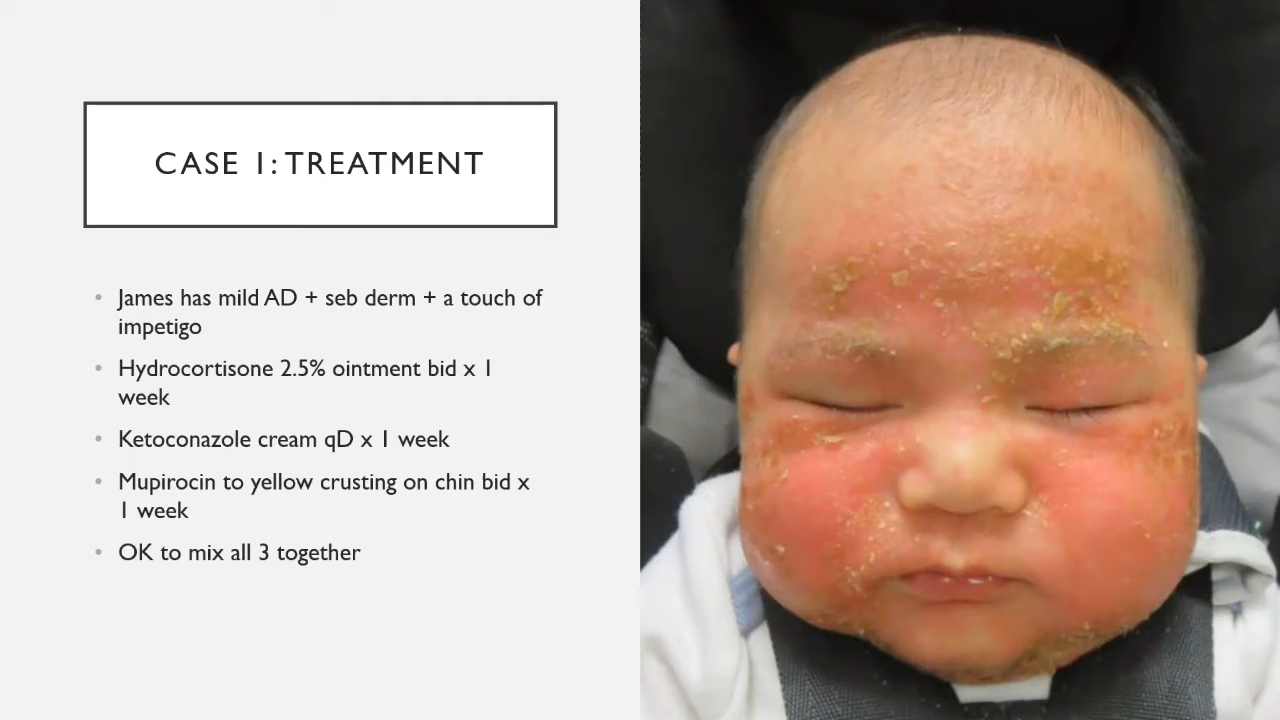 CASE 1: TREATMENT
• James has mild AD + seb derm + a touch of
impetigo
• Hydrocortisone 2.5% ointment bid x 1
week
• Ketoconazole cream qD x 1 week
• Mupirocin to yellow crusting on chin bid x
1 week
• OK to mix all 3 together